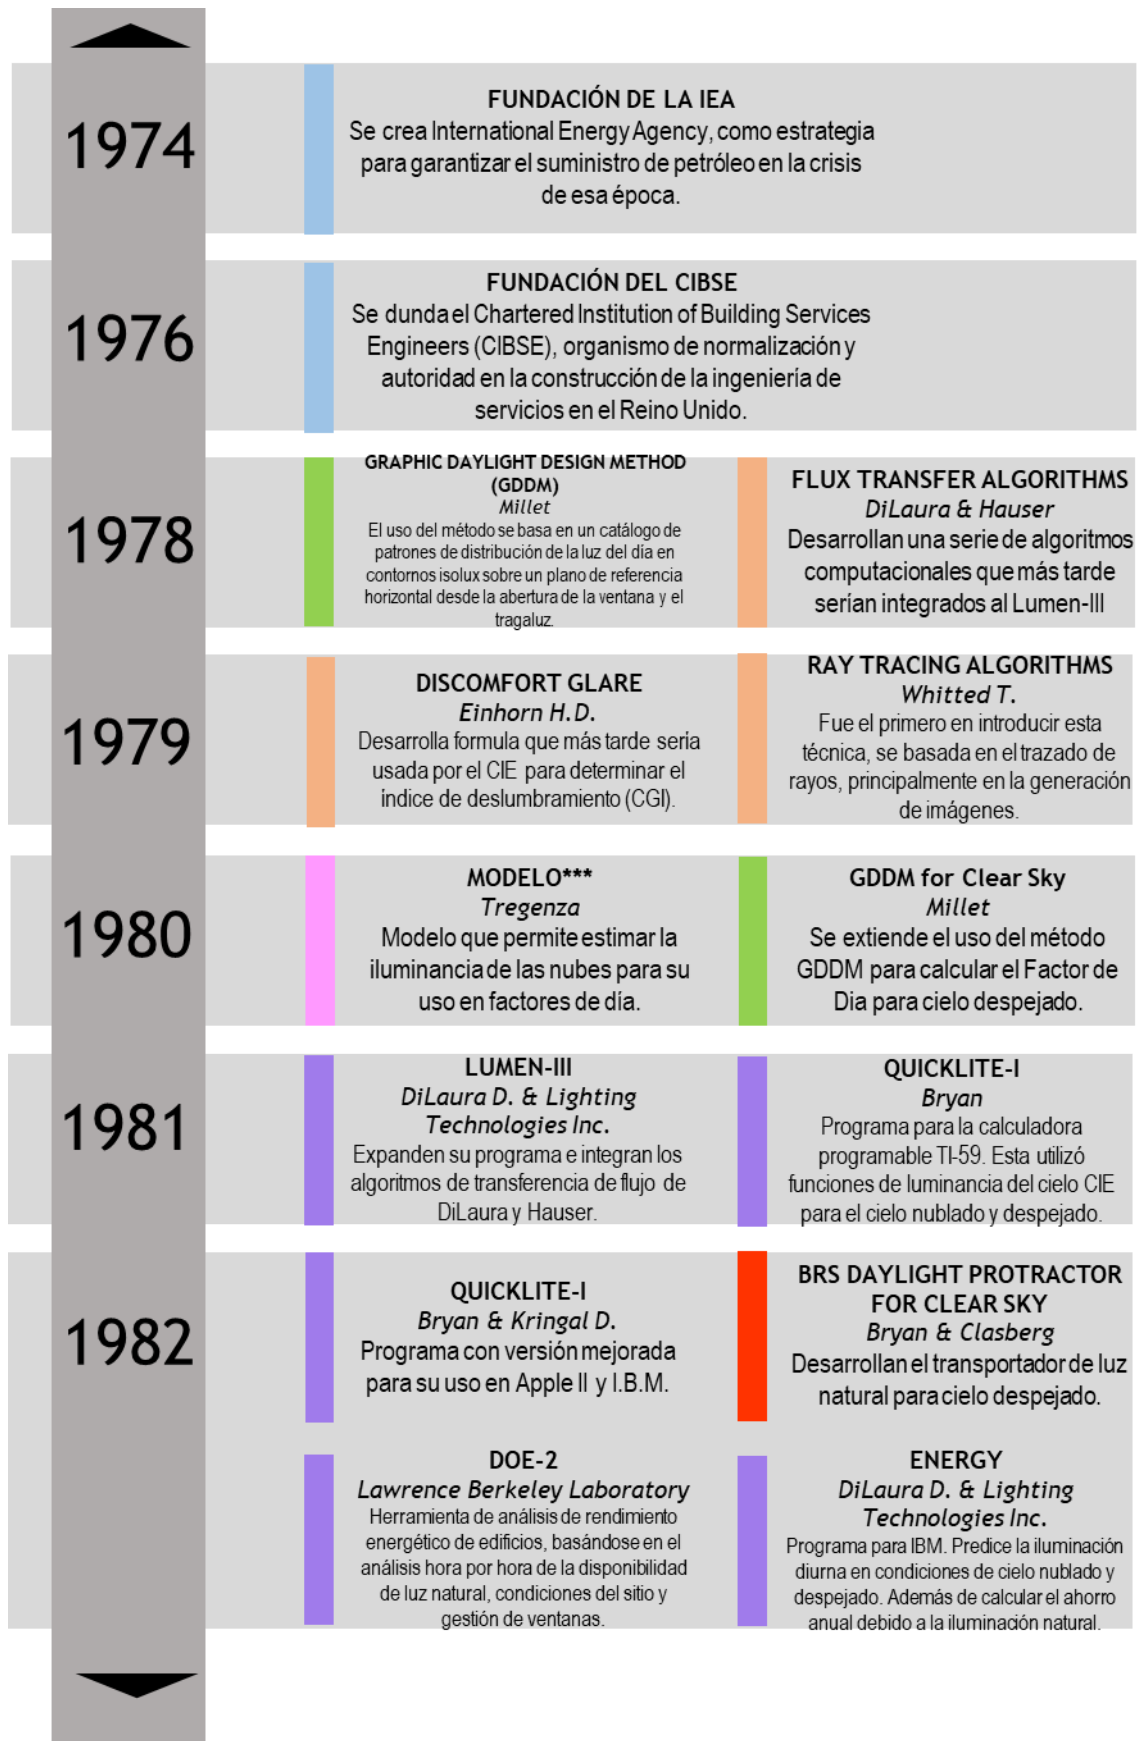 1974
FUNDACIÓN DE LA IEA
Se crea International Energy Agency, como estrategia
para garantizar el suministro de petróleo en la crisis
de esa época.
1976
FUNDACIÓN DEL CIBSE
Se dunda el Chartered Institution of Building Services
Engineers (CIBSE), organismo de normalización y
autoridad en la construcción de la ingeniería de
servicios en el Reino Unido.
1978
GRAPHIC DAYLIGHT DESIGN METHOD
(GDDM)
Millet
El uso del método se basa en un catálogo de
patrones de distribución de la luz del día en
contornos isolux sobre un plano de referencia
horizontal desde la abertura de la ventana y el
tragaluz.
FLUX TRANSFER ALGORITHMS
DiLaura & Hauser
Desarrollan una serie de algoritmos
computacionales que más tarde
serían integrados al Lumen-III
1979
DISCOMFORT GLARE
Einhorn H.D.
Desarrolla formula que más tarde sería
usada por el CIE para determinar el
índice de deslumbramiento (CGI).
RAY TRACING ALGORITHMS
Whitted T.
Fue el primero en introducir esta
técnica, se basada en el trazado de
rayos, principalmente en la generación
de imágenes.
1980
MODELO***
Tregenza
Modelo que permite estimar la
iluminancia de las nubes para su
uso en factores de día.
GDDM for Clear Sky
Millet
Se extiende el uso del método
GDDM para calcular el Factor de
Dia para cielo despejado.
1981
LUMEN-III
DiLaura D. & Lighting
Technologies Inc.
Expanden su programa e integran los
algoritmos de transferencia de flujo de
DiLaura y Hauser.
QUICKLITE-I
Bryan
Programa para la calculadora
programable TI-59. Esta utilizó
funciones de luminancia del cielo CIE
para el cielo nublado y despejado.
1982
QUICKLITE-I
Bryan & Kringal D.
Programa con versión mejorada
para su uso en Apple II y I.B.M.
BRS DAYLIGHT PROTRACTOR
FOR CLEAR SKY
Bryan & Clasberg
Desarrollan el transportador de luz
natural para cielo despejado.
DOE-2
Lawrence Berkeley Laboratory
Herramienta de análisis de rendimiento
energético de edificios, basándose en el
análisis hora por hora de la disponibilidad
de luz natural, condiciones del sitio y
gestión de ventanas.
ENERGY
DiLaura D. & Lighting
Technologies Inc.
Programa para IBM. Predice la iluminación
diurna en condiciones de cielo nublado y
despejado. Además de calcular el ahorro
anual debido a la iluminación natural.